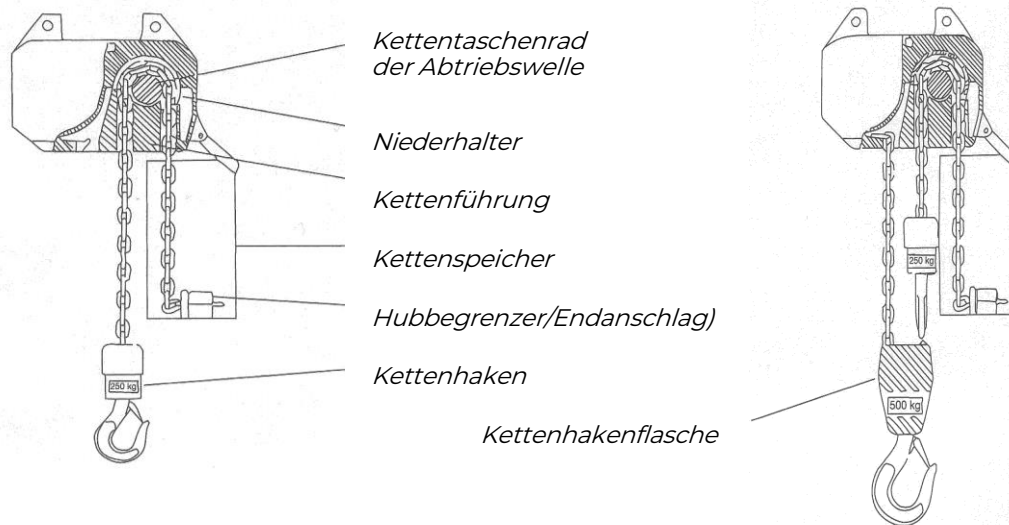 Kettentaschenrad
der Abtriebswelle
Niederhalter
Kettenführung
Kettenspeicher
Hubbegrenzer/Endanschlag)
Kettenhaken
Kettenhakenflasche
250 kg
250 kg
500 kg